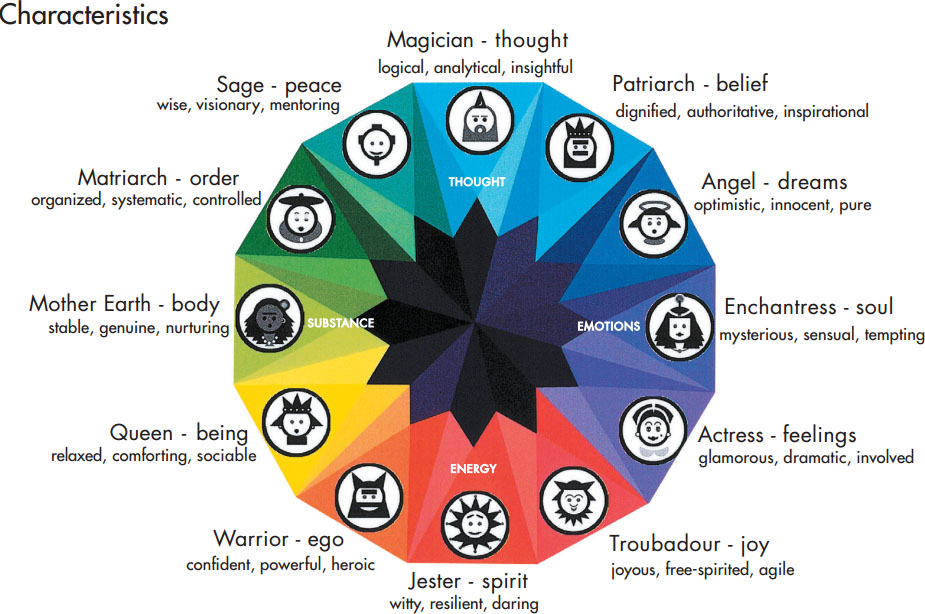 Characteristics
Magician - thought
logical, analytical, insightful
Patriarch - belief
dignified, authoritative, inspirational
Angel - dreams
optimistic, innocent, pure
Enchantress - soul
mysterious, sensual, tempting
Actress - feelings
glamorous, dramatic, involved
Troubadour - joy
joyous, free-spirited, agile
Jester - spirit
witty, resilient, daring
Warrior - ego
confident, powerful, heroic
Queen - being
relaxed, comforting, sociable
Mother Earth - body
stable, genuine, nurturing
Matriarch - order
organized, systematic, controlled
Sage - peace
wise, visionary, mentoring
THOUGHT
EMOTIONS
ENERGY
SUBSTANCE